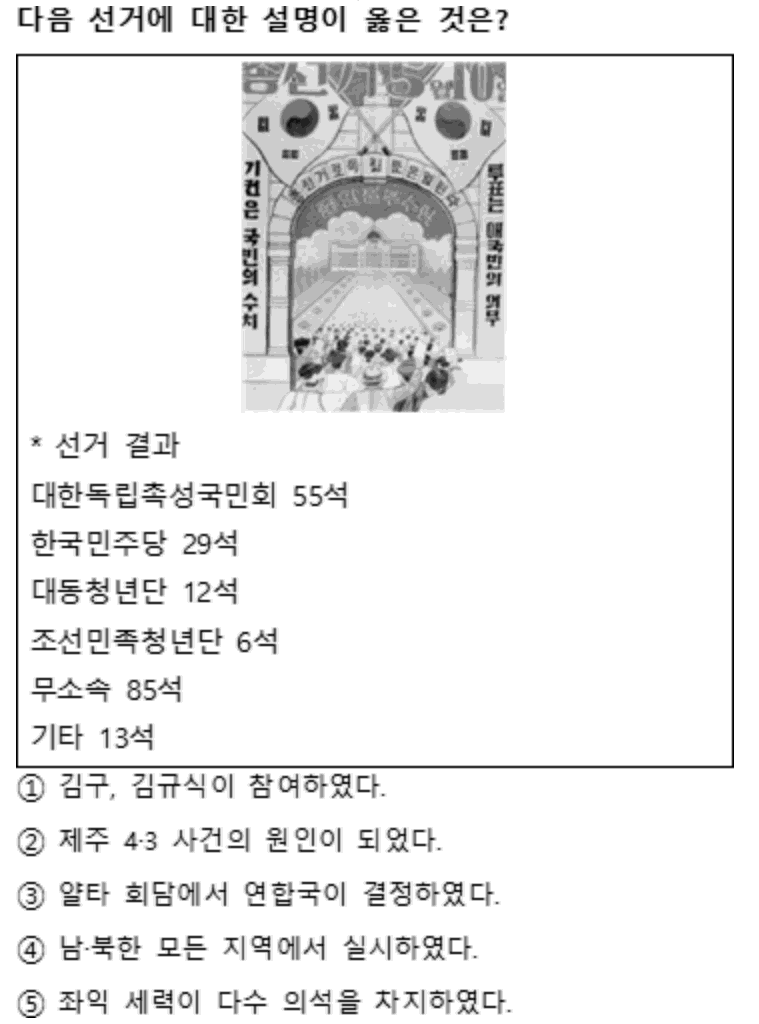 다음 선거에 대한 설명이 옳은 것은?
총선거 5월10일
기권은 국민의 수치
투표는 애국민의 의무
* 선거 결과
대한독립촉성국민회 55석
한국민주당 29석
대동청년단 12석
조선민족청년단 6석
무소속 85석
기타 13석
① 김구, 김규식이 참여하였다.
② 제주 4·3 사건의 원인이 되었다.
③ 얄타 회담에서 연합국이 결정하였다.
④ 남·북한 모든 지역에서 실시하였다.
⑤ 좌익 세력이 다수 의석을 차지하였다.